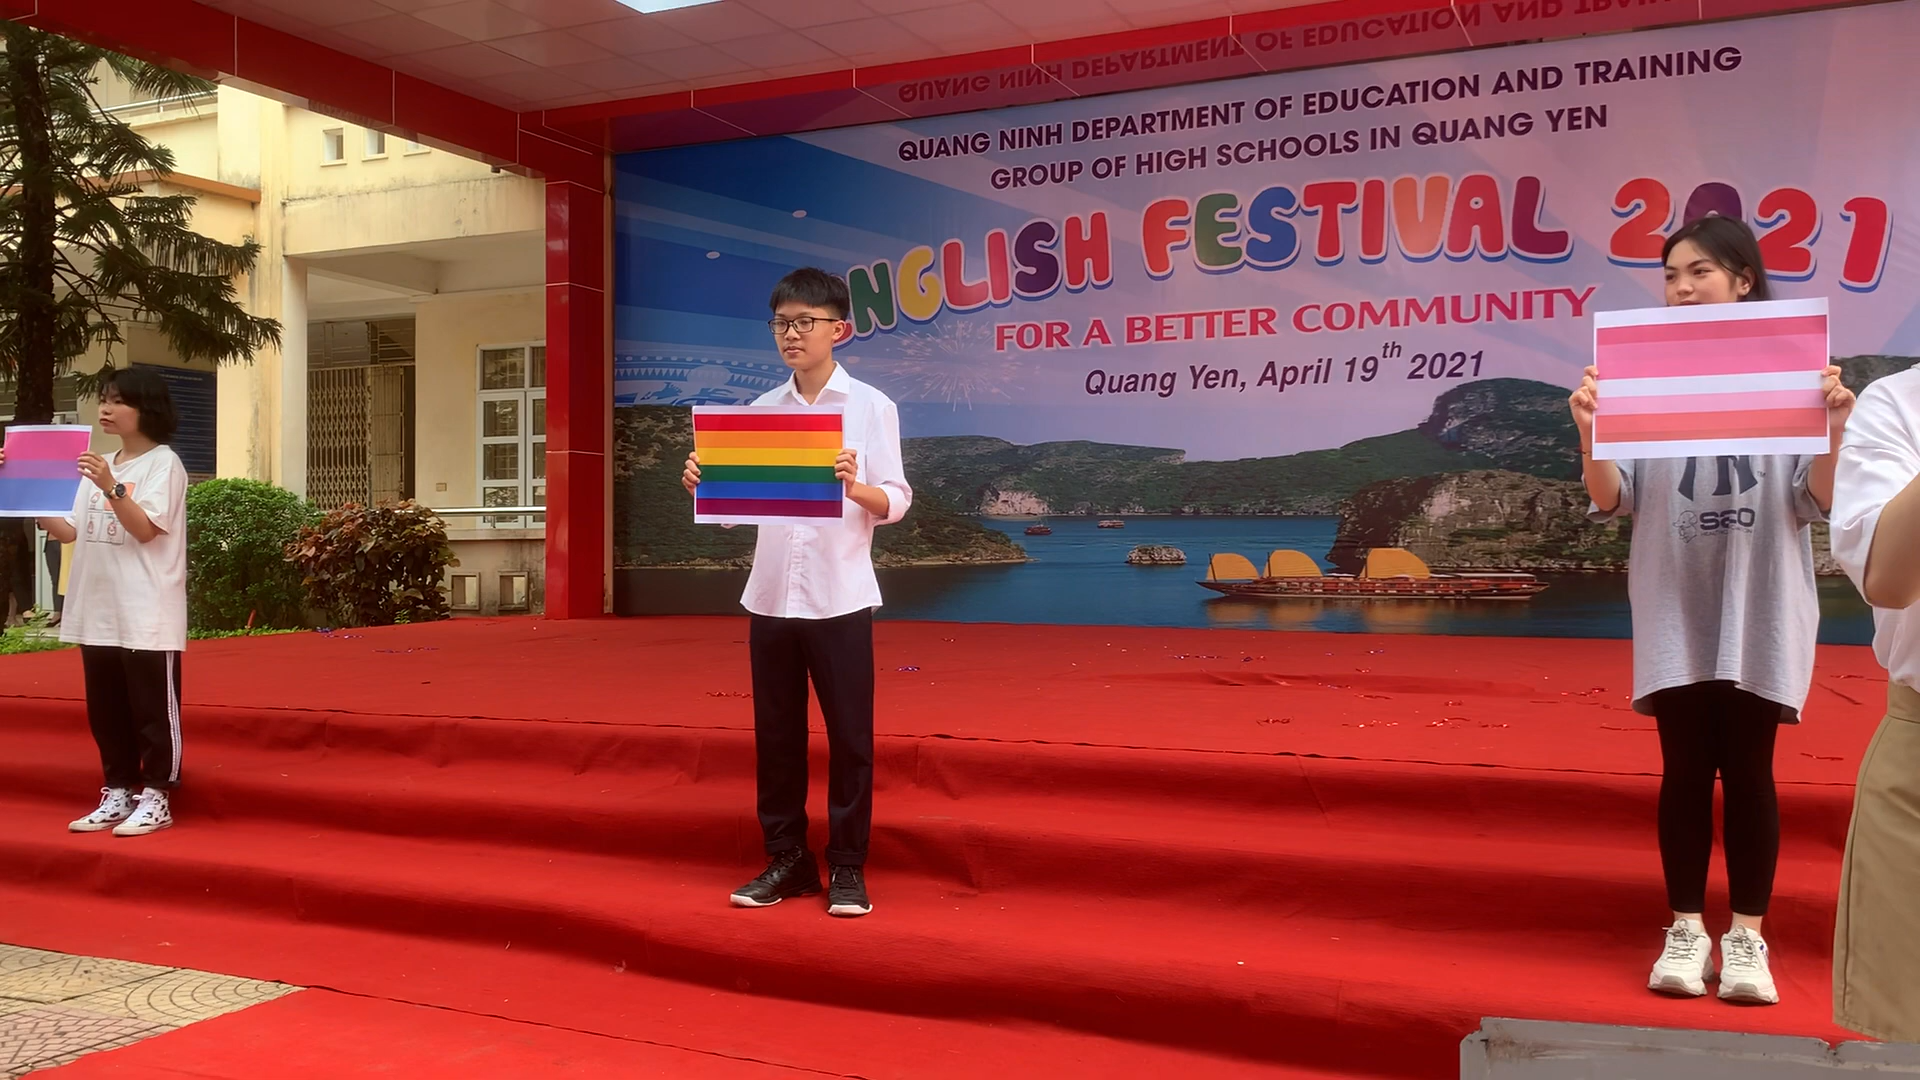 QUANG NINH DEPARTMENT OF EDUCATION AND TRAINING
GROUP OF HIGH SCHOOLS IN QUANG YEN
ENGLISH FESTIVAL 2021
FOR A BETTER COMMUNITY
Quang Yen, April 19th 2021